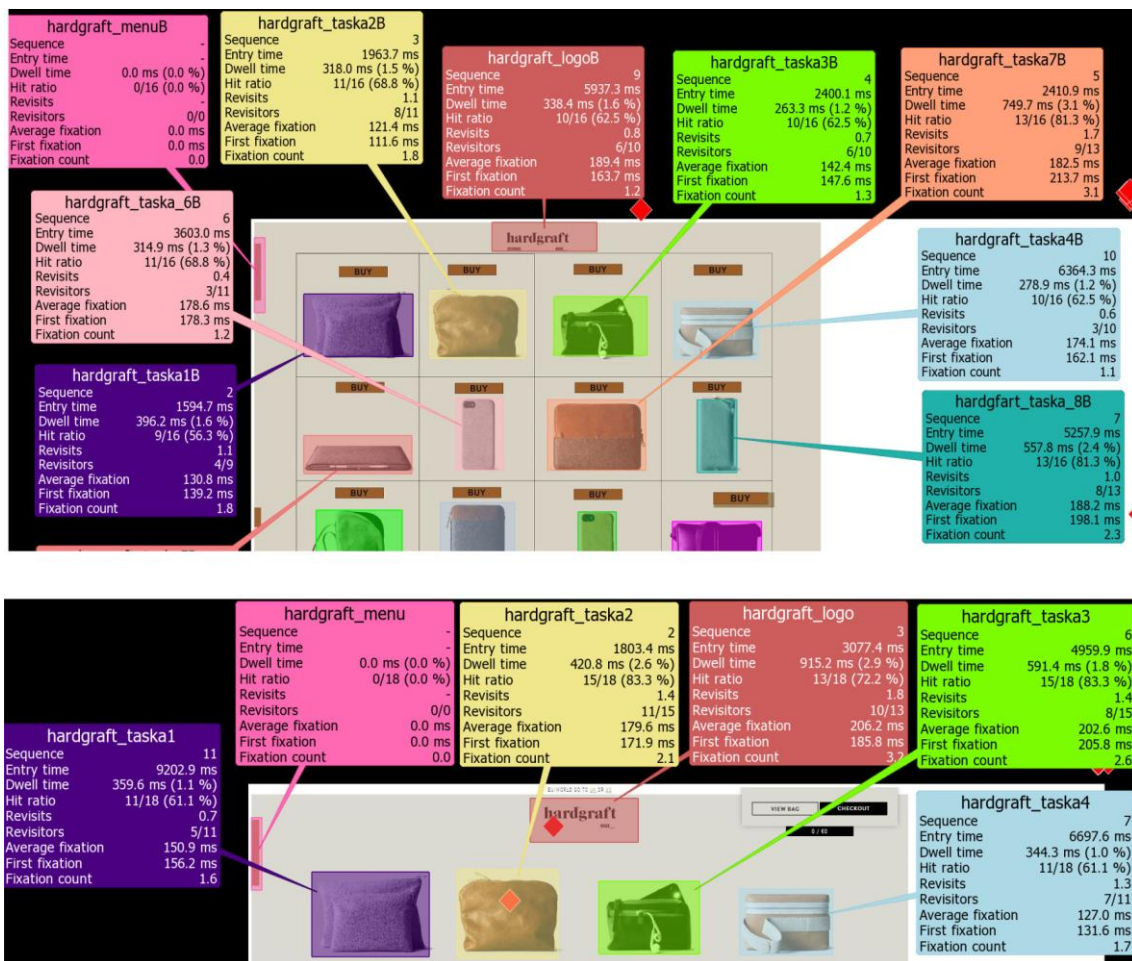 hardgraft_menuB
Sequence -
Entry time -
Dwell time 0.0 ms (0.0 %)
Hit ratio 0/16 (0.0 %)
Revisits -
Revisitors 0/0
Average fixation 0.0 ms
First fixation 0.0 ms
Fixation count 0.0
hardgraft_taska2B
Sequence 3
Entry time 1963.7 ms
Dwell time 318.0 ms (1.5 %)
Hit ratio 11/16 (68.8 %)
Revisits 1.1
Revisitors 8/11
Average fixation 121.4 ms
First fixation 111.6 ms
Fixation count 1.8
hardgraft_logoB
Sequence 9
Entry time 5937.3 ms
Dwell time 338.4 ms (1.6 %)
Hit ratio 10/16 (62.5 %)
Revisits 0.8
Revisitors 6/10
Average fixation 189.4 ms
First fixation 163.7 ms
Fixation count 1.2
hardgraft_taska3B
Sequence 4
Entry time 2400.1 ms
Dwell time 263.3 ms (1.2 %)
Hit ratio 10/16 (62.5 %)
Revisits 0.7
Revisitors 6/10
Average fixation 142.4 ms
First fixation 147.6 ms
Fixation count 1.3
hardgraft_taska7B
Sequence 5
Entry time 2410.9 ms
Dwell time 749.7 ms (3.1 %)
Hit ratio 13/16 (81.3 %)
Revisits 1.7
Revisitors 9/13
Average fixation 182.5 ms
First fixation 213.7 ms
Fixation count 3.1
hardgraft_taska_6B
Sequence 6
Entry time 3603.0 ms
Dwell time 314.9 ms (1.3 %)
Hit ratio 11/16 (68.8 %)
Revisits 0.4
Revisitors 3/11
Average fixation 178.6 ms
First fixation 178.3 ms
Fixation count 1.2
hardgraft
BUY BUY BUY BUY
BUY BUY BUY BUY
BUY BUY BUY BUY
hardgraft_taska4B
Sequence 10
Entry time 6364.3 ms
Dwell time 278.9 ms (1.2 %)
Hit ratio 10/16 (62.5 %)
Revisits 0.6
Revisitors 3/10
Average fixation 174.1 ms
First fixation 162.1 ms
Fixation count 1.1
hardgraft_taska1B
Sequence 2
Entry time 1594.7 ms
Dwell time 396.2 ms (1.6 %)
Hit ratio 9/16 (56.3 %)
Revisits 1.1
Revisitors 4/9
Average fixation 130.8 ms
First fixation 139.2 ms
Fixation count 1.8
hardgfart_taska_8B
Sequence 7
Entry time 5257.9 ms
Dwell time 557.8 ms (2.4 %)
Hit ratio 13/16 (81.3 %)
Revisits 1.0
Revisitors 8/13
Average fixation 188.2 ms
First fixation 198.1 ms
Fixation count 2.3
hardgraft_menu
Sequence -
Entry time -
Dwell time 0.0 ms (0.0 %)
Hit ratio 0/18 (0.0 %)
Revisits -
Revisitors 0/0
Average fixation 0.0 ms
First fixation 0.0 ms
Fixation count 0.0
hardgraft_taska2
Sequence 2
Entry time 1803.4 ms
Dwell time 420.8 ms (2.6 %)
Hit ratio 15/18 (83.3 %)
Revisits 1.4
Revisitors 11/15
Average fixation 179.6 ms
First fixation 171.9 ms
Fixation count 2.1
hardgraft_logo
Sequence 3
Entry time 3077.4 ms
Dwell time 915.2 ms (2.9 %)
Hit ratio 13/18 (72.2 %)
Revisits 1.8
Revisitors 10/13
Average fixation 206.2 ms
First fixation 185.8 ms
Fixation count 3.2
hardgraft_taska3
Sequence 6
Entry time 4959.9 ms
Dwell time 591.4 ms (1.8 %)
Hit ratio 15/18 (83.3 %)
Revisits 1.4
Revisitors 8/15
Average fixation 202.6 ms
First fixation 205.8 ms
Fixation count 2.6
hardgraft_taska1
Sequence 11
Entry time 9202.9 ms
Dwell time 359.6 ms (1.1 %)
Hit ratio 11/18 (61.1 %)
Revisits 0.7
Revisitors 5/11
Average fixation 150.9 ms
First fixation 156.2 ms
Fixation count 1.6
hardgraft
VIEW BAG CHECKOUT
hardgraft_taska4
Sequence 7
Entry time 6697.6 ms
Dwell time 344.3 ms (1.0 %)
Hit ratio 11/18 (61.1 %)
Revisits 1.3
Revisitors 7/11
Average fixation 127.0 ms
First fixation 131.6 ms
Fixation count 1.7